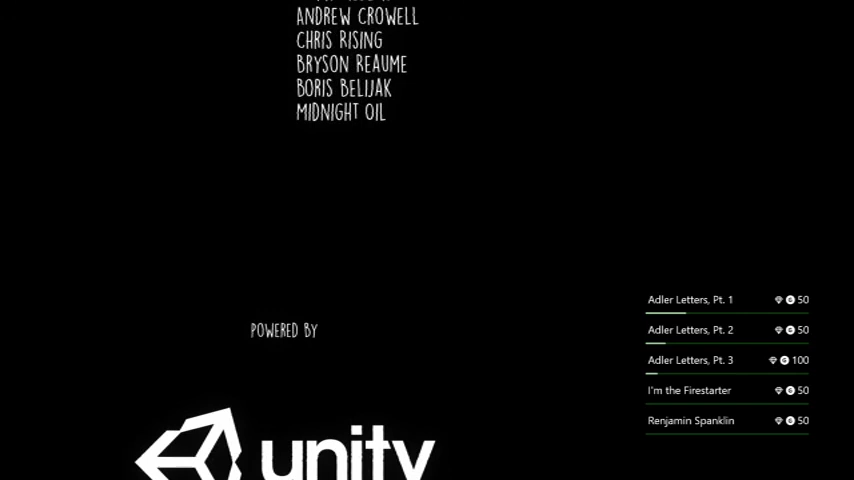 ANDREW CROWELL
CHRIS RISING
BRYSON REAUME
BORIS BELIJAK
MIDNIGHT OIL
POWERED BY
unity
Adler Letters, Pt. 1 G 50
Adler Letters, Pt. 2 G 50
Adler Letters, Pt. 3 G 100
I'm the Firestarter G 50
Renjamin Spanklin G 50